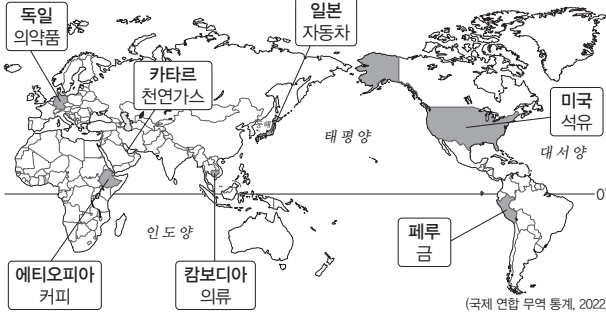 독일
의약품
일본
자동차
카타르
천연가스
동해
태평양
미국
석유
대서양
0°
인도양
페루
금
에티오피아
커피
캄보디아
의류
(국제 연합 무역 통계, 2022)